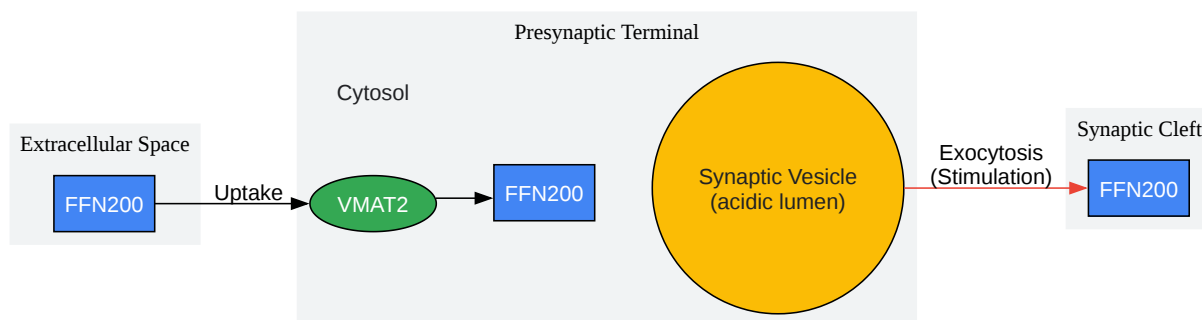 Presynaptic Terminal
Cytosol
Extracellular Space
FFN200
Uptake
VMAT2
FFN200
Synaptic Vesicle
(acidic lumen)
Exocytosis
(Stimulation)
Synaptic Cleft
FFN200